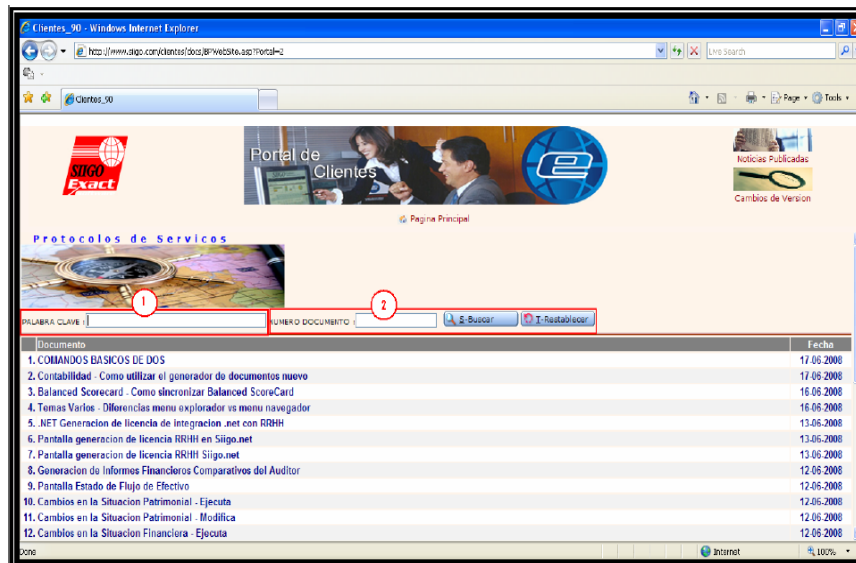 Clientes_90 - Windows Internet Explorer
http://www.siigo.com/clientes/docs/BPWebSite.asp?Portal=2
Live Search
Clientes_90
Page
Tools
SIIGO
Exact
Portal de
Clientes
e
Noticias Publicadas
Cambios de Version
Pagina Principal
Protocolos de Servicos
1
2
PALABRA CLAVE :
NUMERO DOCUMENTO :
S-Buscar
T-Restablecer
Documento Fecha
1. COMANDOS BASICOS DE DOS 17-06-2008
2. Contabilidad - Como utilizar el generador de documentos nuevo 17-06-2008
3. Balanced Scorecard - Como sincronizar Balanced ScoreCard 16-06-2008
4. Temas Varios - Diferencias menu explorador vs menu navegador 16-06-2008
5. .NET Generacion de licencia de integracion .net con RRHH 13-06-2008
6. Pantalla generacion de licencia RRHH en Siigo.net 13-06-2008
7. Pantalla generacion de licencia RRHH Siigo.net 13-06-2008
8. Generacion de Informes Financieros Comparativos del Auditor 12-06-2008
9. Pantalla Estado de Flujo de Efectivo 12-06-2008
10. Cambios en la Situacion Patrimonial - Ejecuta 12-06-2008
11. Cambios en la Situacion Patrimonial - Modifica 12-06-2008
12. Cambios en la Situacion Financiera - Ejecuta 12-06-2008
Done
Internet
100%